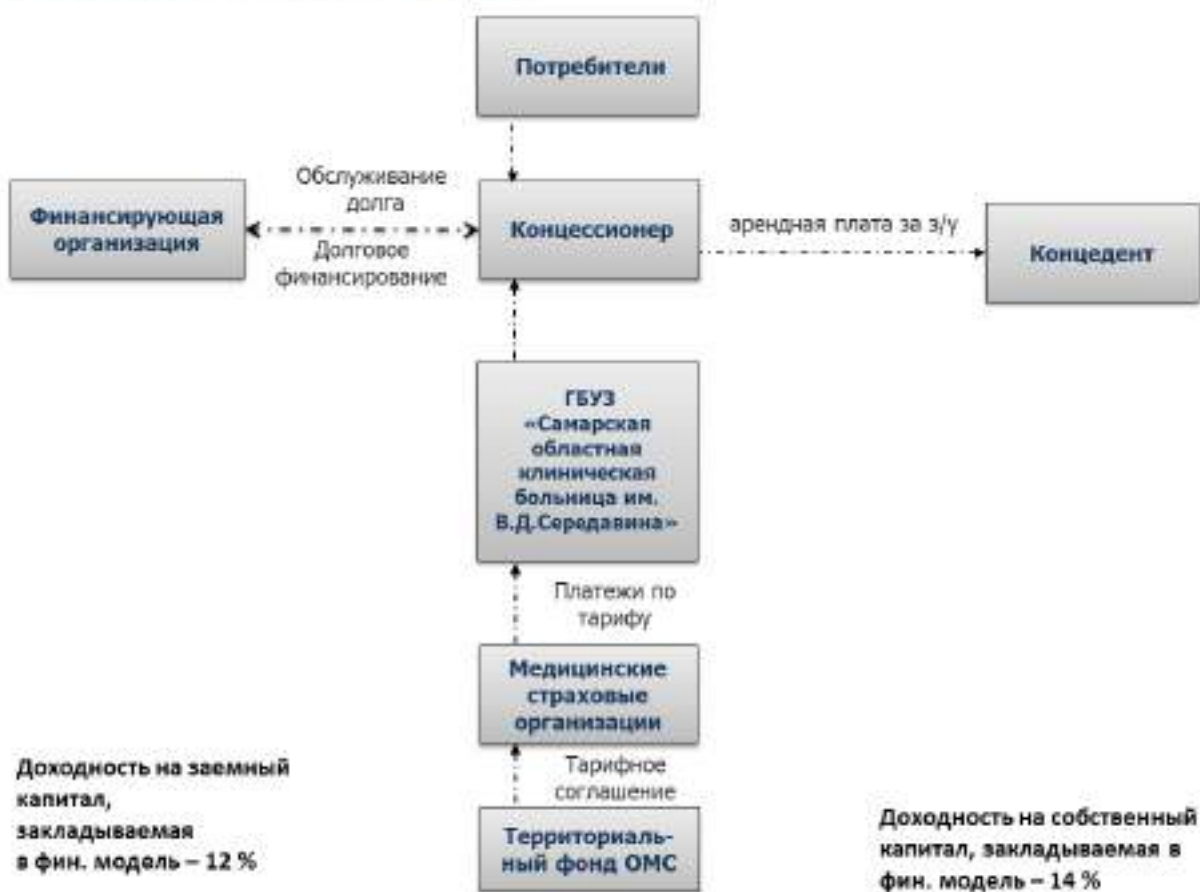 Потребители
Обслуживание
долга
Финансирующая
организация
Долговое
финансирование
Концессионер
арендная плата за з/у
Концедент
ГБУЗ
«Самарская
областная
клиническая
больница им.
В.Д.Середавина»
Платежи по
тарифу
Медицинские
страховые
организации
Тарифное
соглашение
Территориаль-
ный фонд ОМС
Доходность на заемный
капитал,
закладываемая
в фин. модель – 12 %
Доходность на собственный
капитал, закладываемая в
фин. модель – 14 %